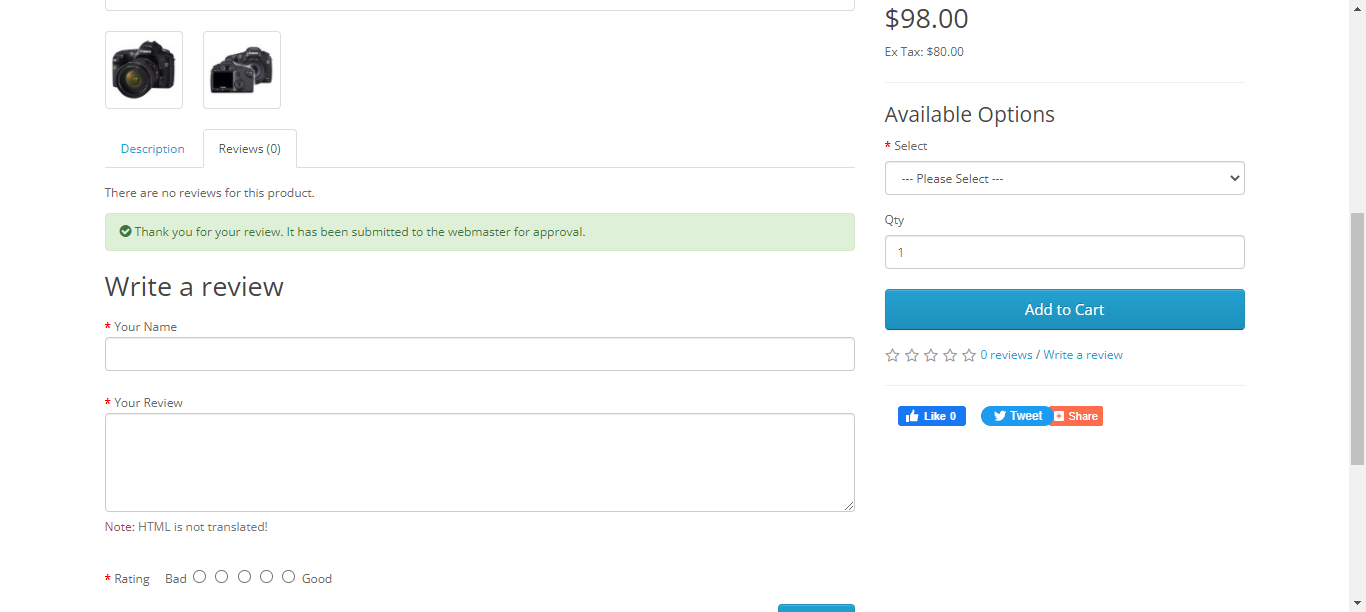 $98.00
Ex Tax: $80.00
Available Options
* Select
--- Please Select ---
Qty
1
Add to Cart
0 reviews / Write a review
Like 0
Tweet
Share
Description
Reviews (0)
There are no reviews for this product.
Thank you for your review. It has been submitted to the webmaster for approval.
Write a review
* Your Name
* Your Review
Note: HTML is not translated!
* Rating Bad Good